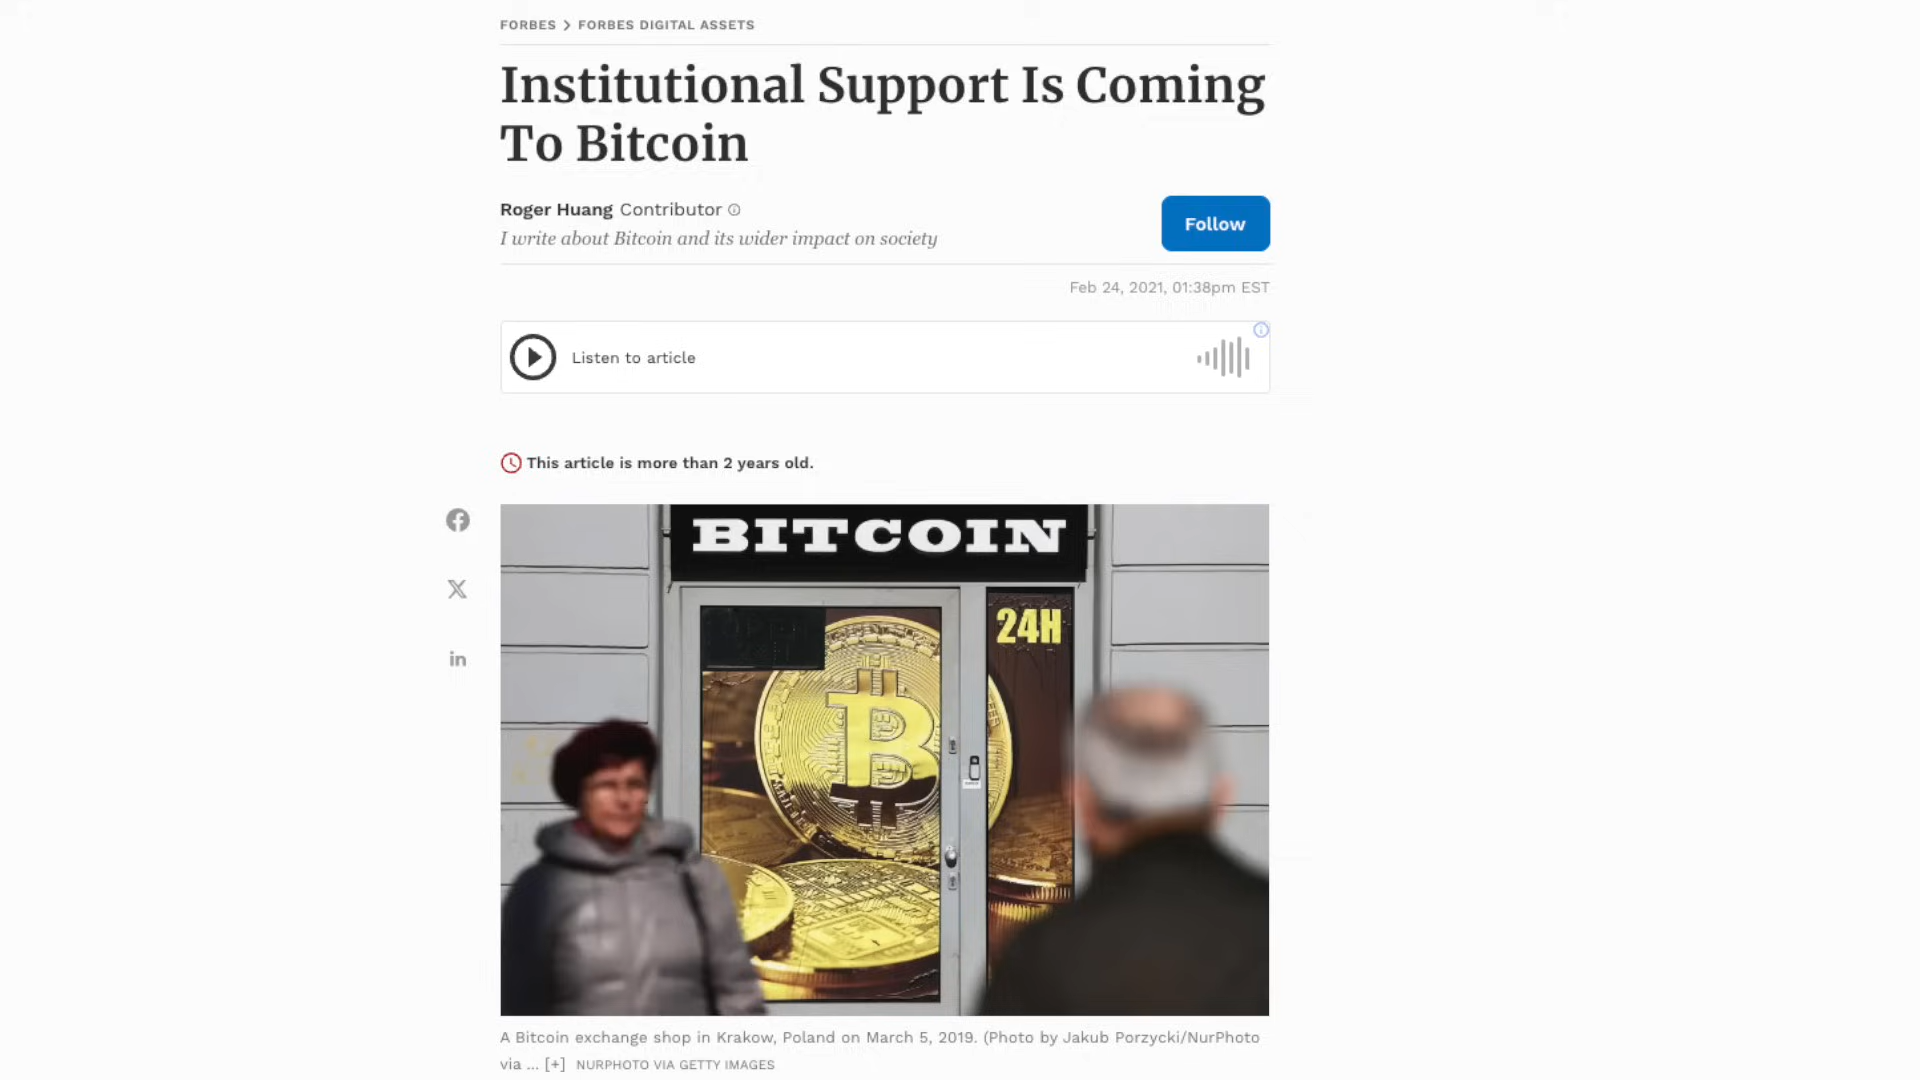 FORBES > FORBES DIGITAL ASSETS
Institutional Support Is Coming
To Bitcoin
Roger Huang Contributor
I write about Bitcoin and its wider impact on society
Follow
Feb 24, 2021, 01:38pm EST
Listen to article
This article is more than 2 years old.
BITCOIN
24H
A Bitcoin exchange shop in Krakow, Poland on March 5, 2019. (Photo by Jakub Porzycki/NurPhoto
via ... [+] NURPHOTO VIA GETTY IMAGES